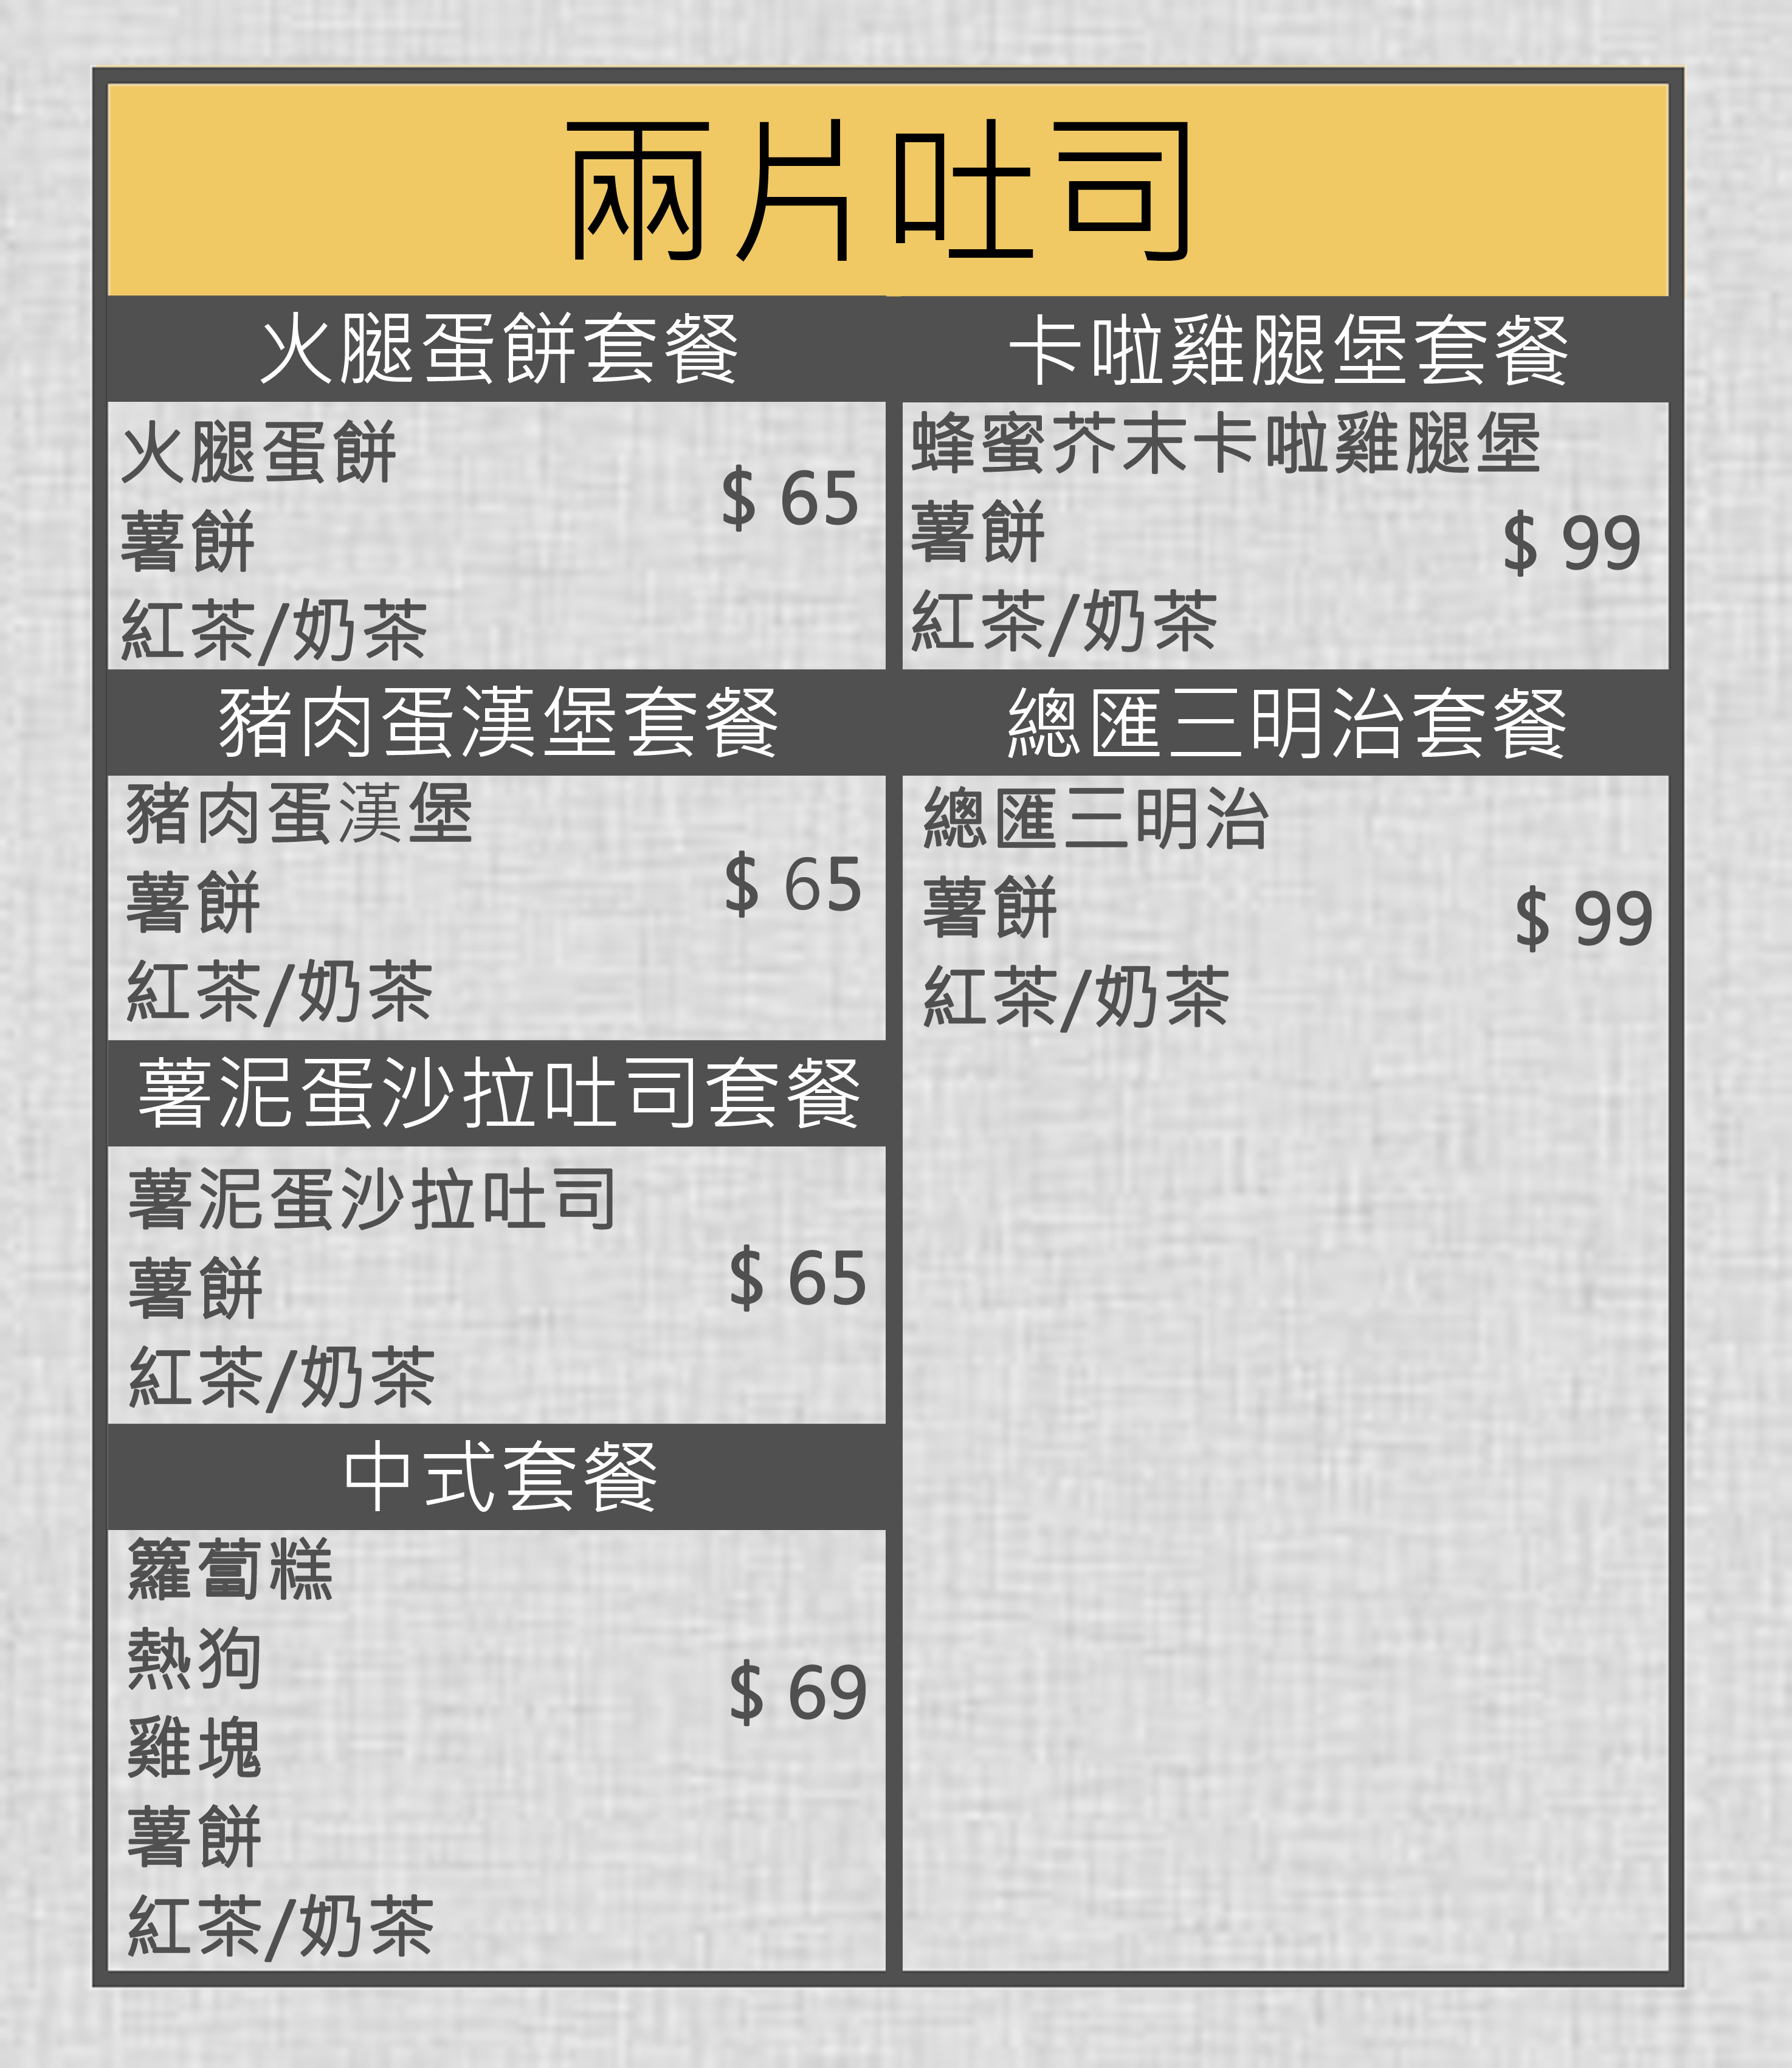 兩片吐司
火腿蛋餅套餐
火腿蛋餅
薯餅
紅茶/奶茶
$ 65
豬肉蛋漢堡套餐
豬肉蛋漢堡
薯餅
紅茶/奶茶
$ 65
薯泥蛋沙拉吐司套餐
薯泥蛋沙拉吐司
薯餅
紅茶/奶茶
$ 65
中式套餐
籮蔔糕
熱狗
雞塊
薯餅
紅茶/奶茶
$ 69
卡啦雞腿堡套餐
蜂蜜芥末卡啦雞腿堡
薯餅
紅茶/奶茶
$ 99
總匯三明治套餐
總匯三明治
薯餅
紅茶/奶茶
$ 99